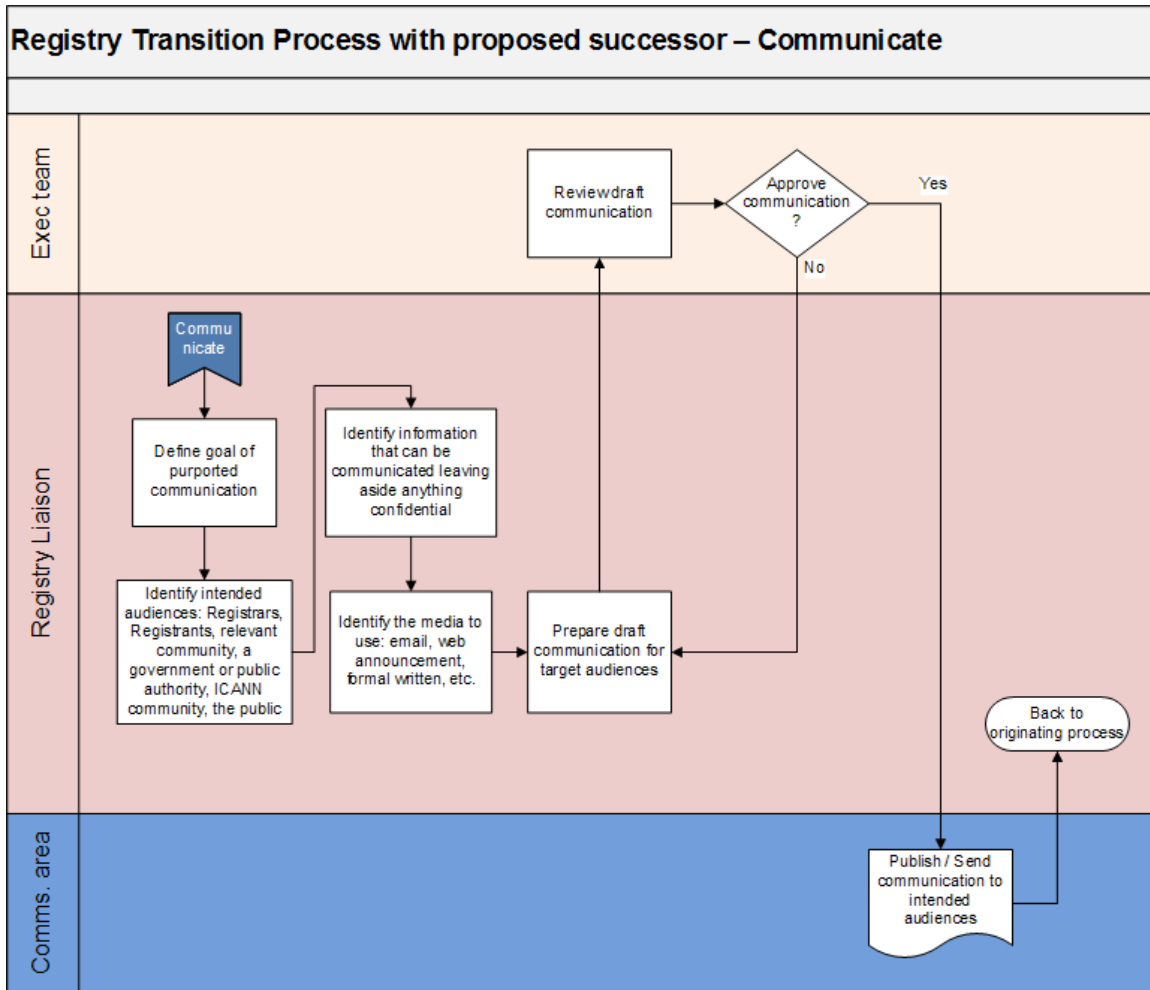 Registry Transition Process with proposed successor – Communicate
Exec team
Reviewdraft
communication
Approve
communication
?
Yes
No
Registry Liaison
Commu
nicate
Define goal of
purported
communication
Identify intended
audiences: Registrars,
Registrants, relevant
community, a
government or public
authority, ICANN
community, the public
Identify information
that can be
communicated leaving
aside anything
confidential
Identify the media to
use: email, web
announcement,
formal written, etc.
Prepare draft
communication for
target audiences
Back to
originating process
Comms. area
Publish / Send
communication to
intended
audiences